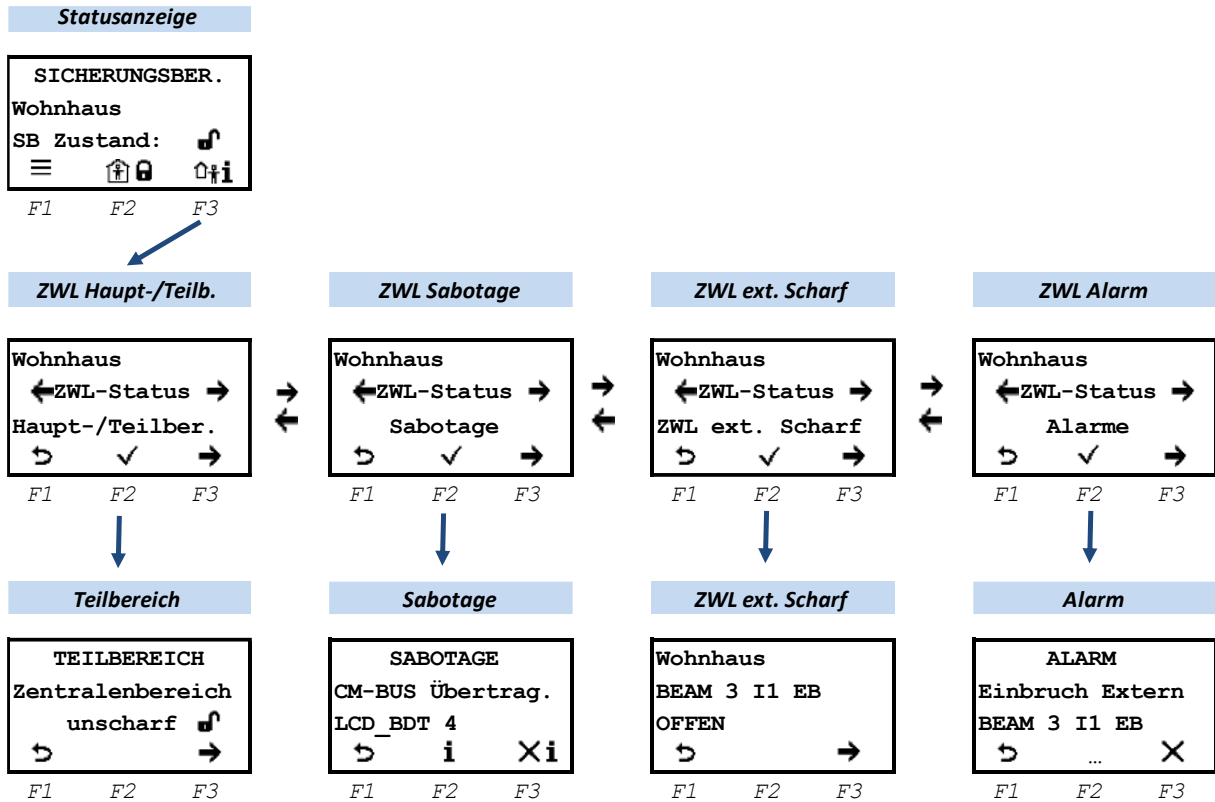 Statusanzeige
SICHERUNGSBER.
Wohnhaus
SB Zustand:
i
F1 F2 F3
ZWL Haupt-/Teilb. ZWL Sabotage ZWL ext. Scharf ZWL Alarm
Wohnhaus Wohnhaus Wohnhaus Wohnhaus
←ZWL-Status → ←ZWL-Status → ←ZWL-Status → ←ZWL-Status →
Haupt-/Teilber. Sabotage ZWL ext. Scharf Alarme
F1 F2 F3 F1 F2 F3 F1 F2 F3 F1 F2 F3
Teilbereich Sabotage ZWL ext. Scharf Alarm
TEILBEREICH SABOTAGE Wohnhaus ALARM
Zentralenbereich CM-BUS Übertrag. BEAM 3 I1 EB Einbruch Extern
unscharf LCD_BDT 4 OFFEN BEAM 3 I1 EB
i Xi … X
F1 F2 F3 F1 F2 F3 F1 F2 F3 F1 F2 F3